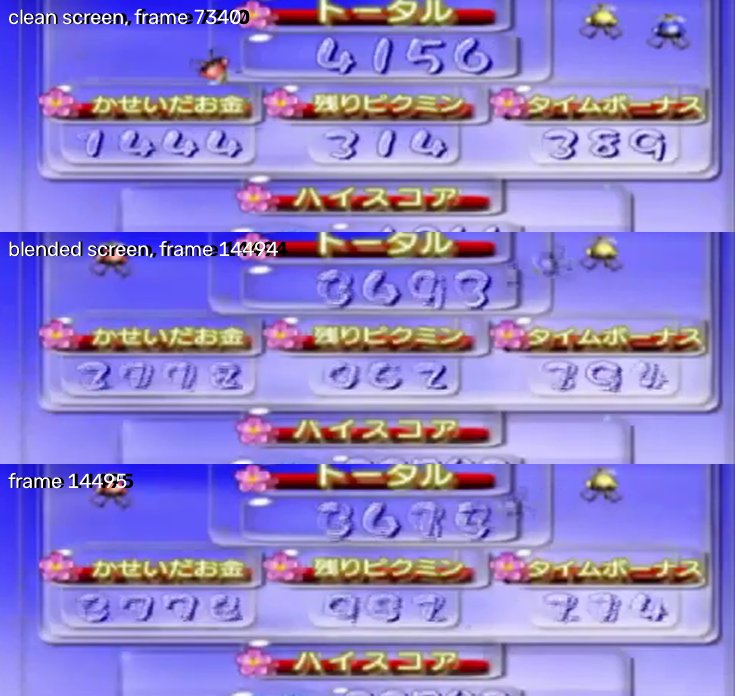 clean screen, frame 7340
トータル
4156
かせいだお金 残りピクミン タイムボーナス
1444 314 389
ハイスコア
blended screen, frame 14494
トータル
かせいだお金 残りピクミン タイムボーナス
ハイスコア
frame 14495
トータル
かせいだお金 残りピクミン タイムボーナス
ハイスコア